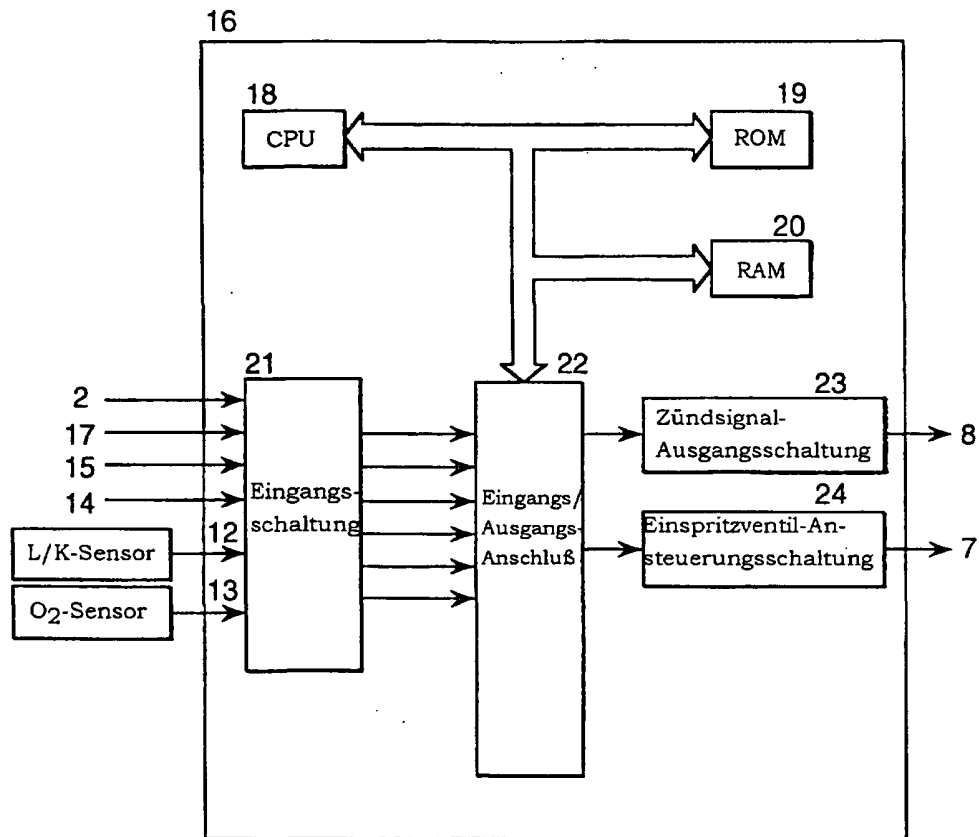 16
18
CPU
19
ROM
20
RAM
21
Eingangs-
schaltung
22
Eingangs/
Ausgangs-
Anschluß
23
Zündsignal-
Ausgangsschaltung
8
24
Einspritzventil-An-
steuerungsschaltung
7
2
17
15
14
L/K-Sensor
12
O2-Sensor
13